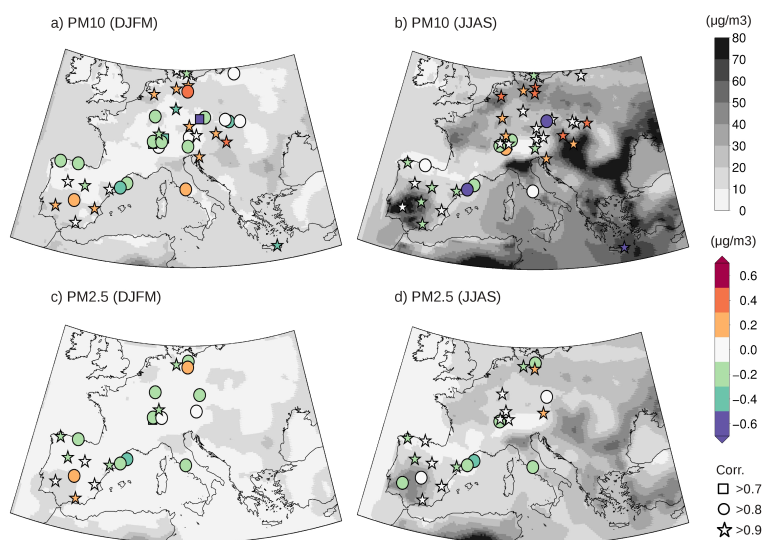 a) PM10 (DJFM)
b) PM10 (JJAS)
(µg/m3)
80
70
60
50
40
30
20
10
0
(µg/m3)
0.6
0.4
0.2
0.0
−0.2
−0.4
−0.6
c) PM2.5 (DJFM)
d) PM2.5 (JJAS)
Corr.
>0.7
>0.8
>0.9